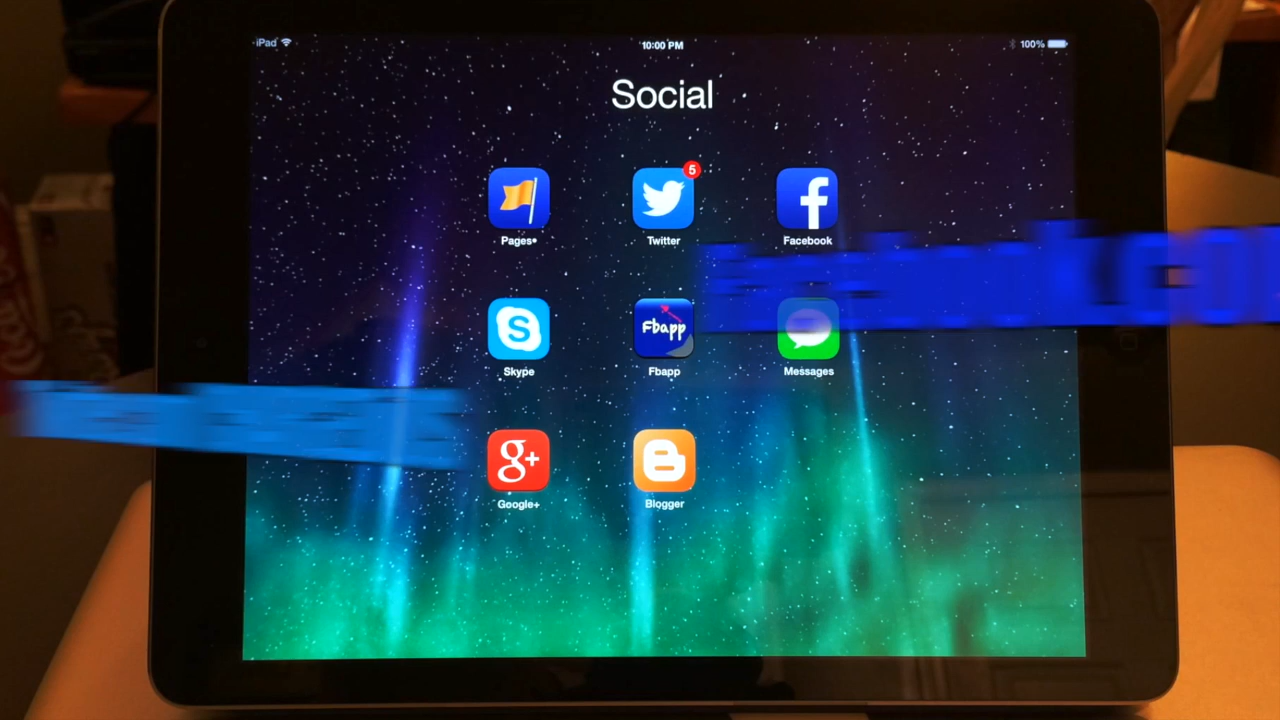 iPad
10:00 PM
100%
Social
5
Pages
Twitter
Facebook
Fbapp
Skype
Fbapp
Messages
g+
Google+
Blogger